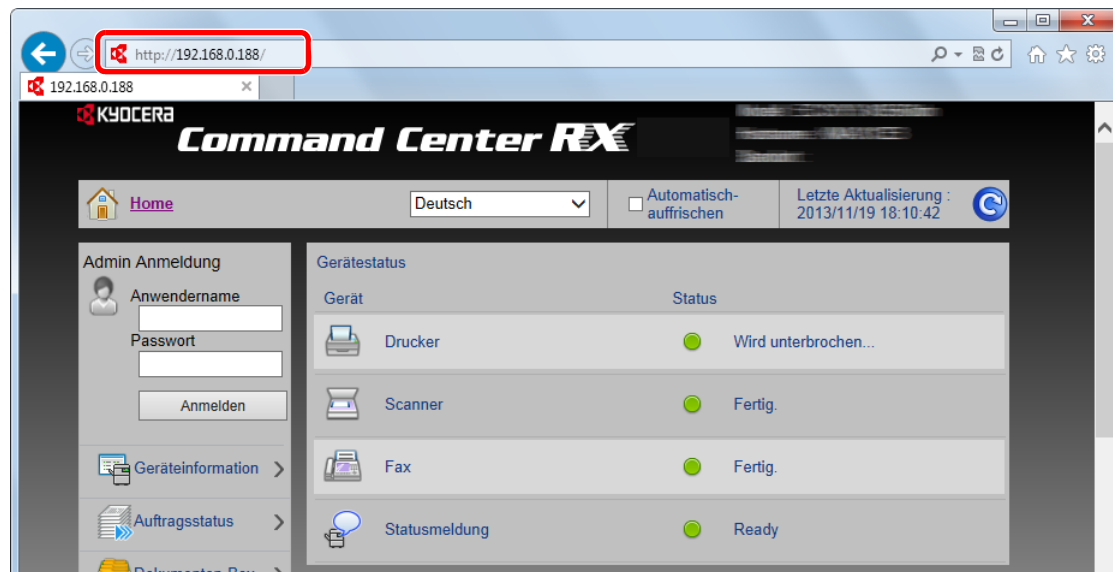 http://192.168.0.188/
192.168.0.188
KYOCERA
Command Center RX
Home
Deutsch
Automatisch-
auffrischen
Letzte Aktualisierung :
2013/11/19 18:10:42
Admin Anmeldung
Anwendername
Passwort
Anmelden
Geräteinformation
Auftragsstatus
Dokumenten Box
Gerätestatus
Gerät Status
Drucker Wird unterbrochen...
Scanner Fertig.
Fax Fertig.
Statusmeldung Ready